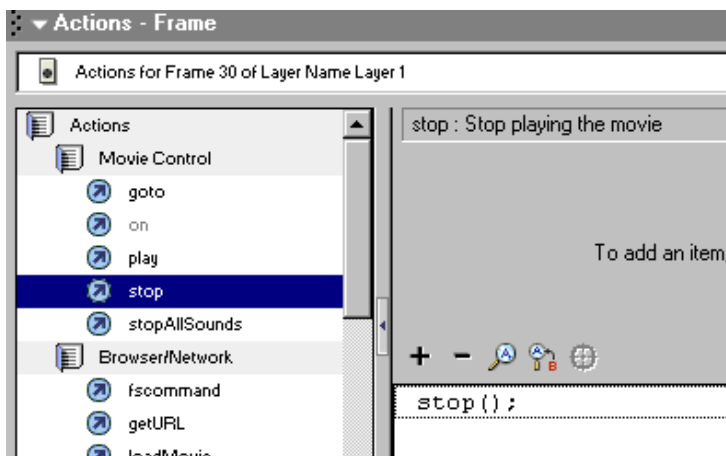 Actions - Frame
Actions for Frame 30 of Layer Name Layer 1
Actions
Movie Control
goto
on
play
stop
stopAllSounds
Browser/Network
fscommand
getURL
loadMovie
stop : Stop playing the movie
To add an item,
stop();